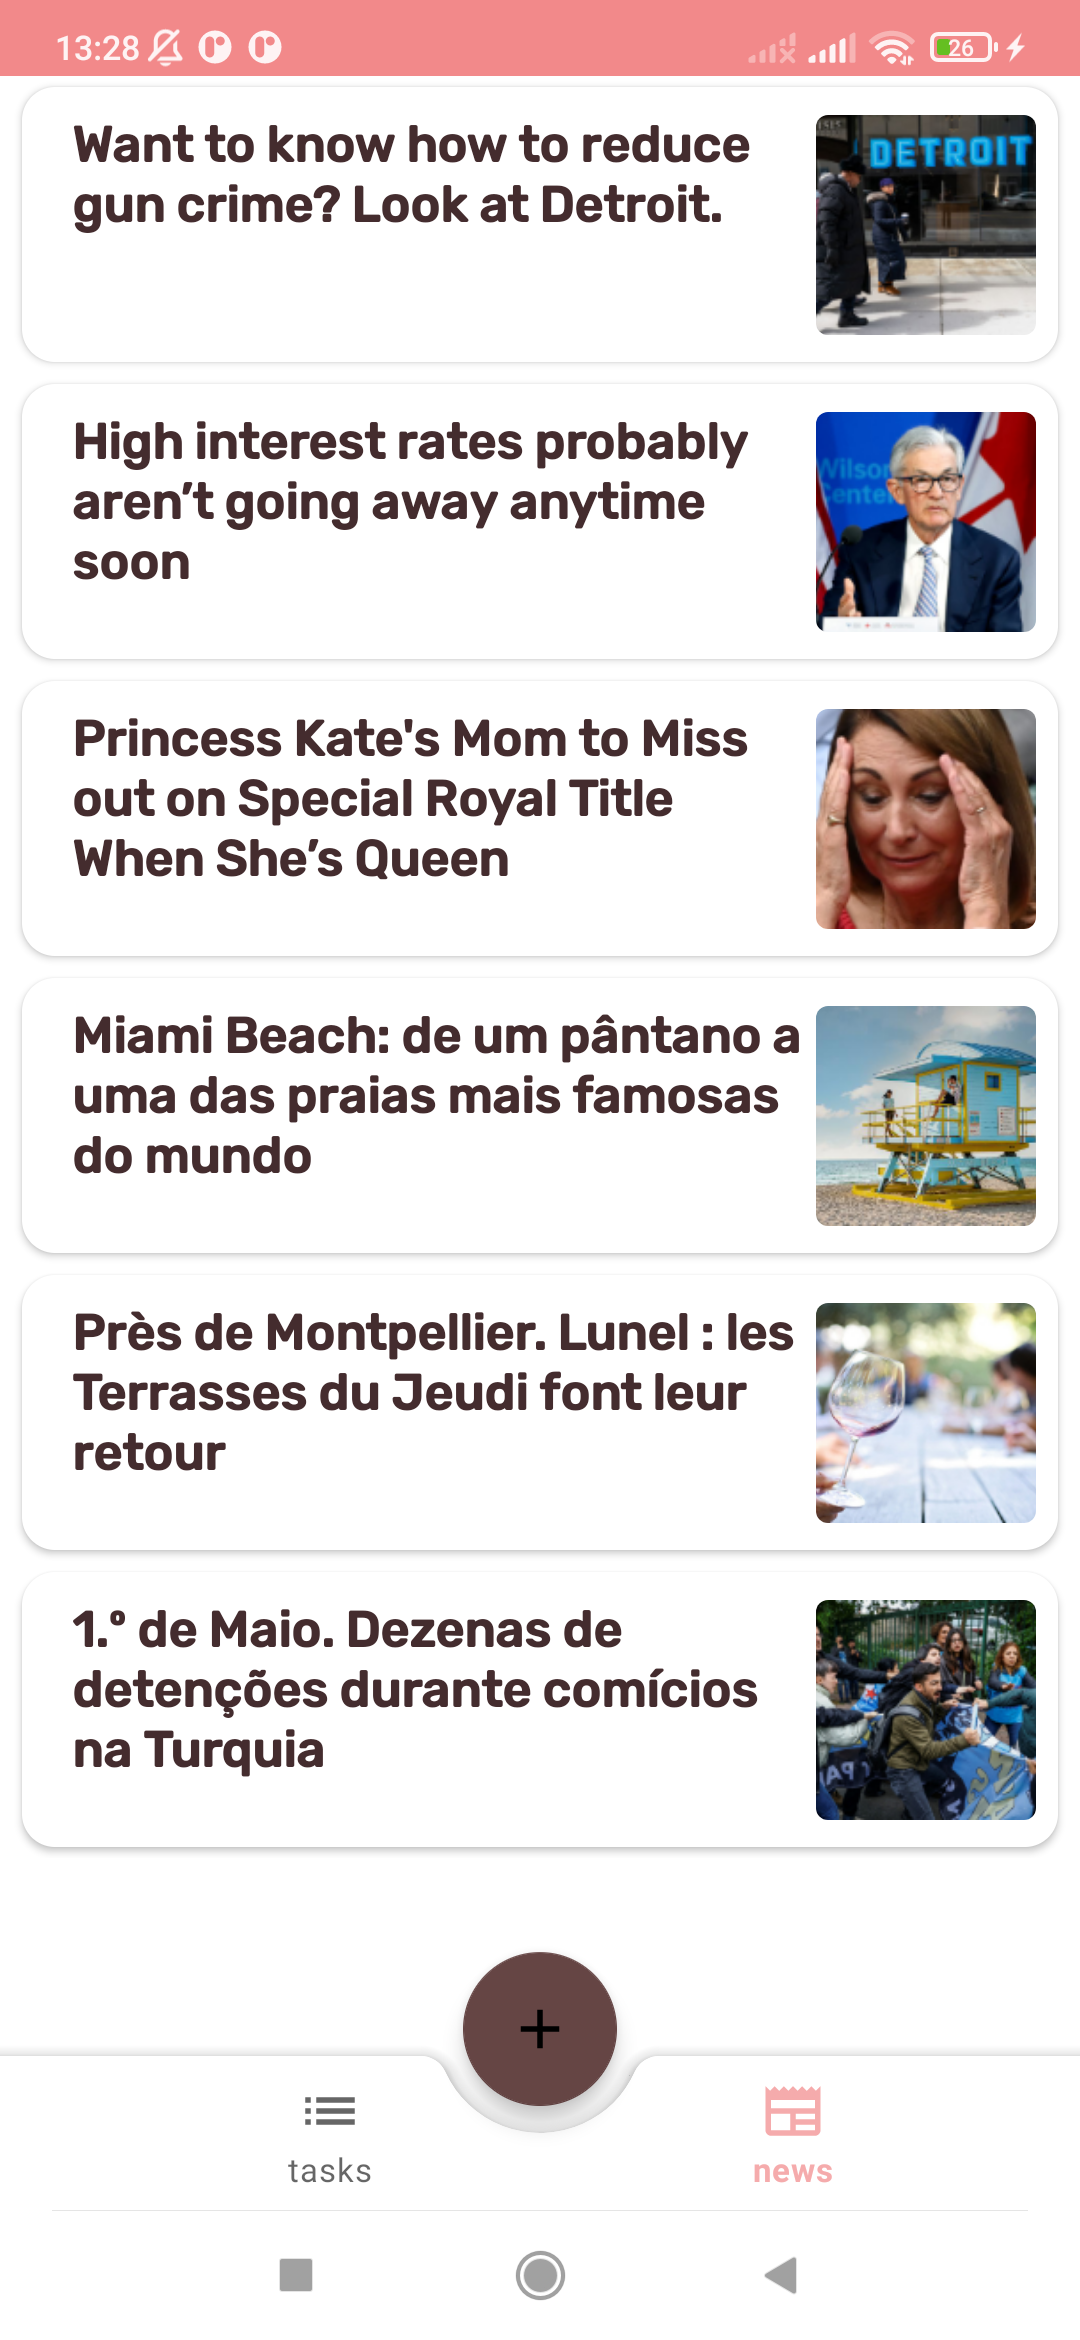 13:28
26
Want to know how to reduce
gun crime? Look at Detroit.
DETROIT
High interest rates probably
aren’t going away anytime
soon
Wilson
Center
Princess Kate's Mom to Miss
out on Special Royal Title
When She’s Queen
Miami Beach: de um pântano a
uma das praias mais famosas
do mundo
Près de Montpellier. Lunel : les
Terrasses du Jeudi font leur
retour
1.º de Maio. Dezenas de
detenções durante comícios
na Turquia
tasks
news